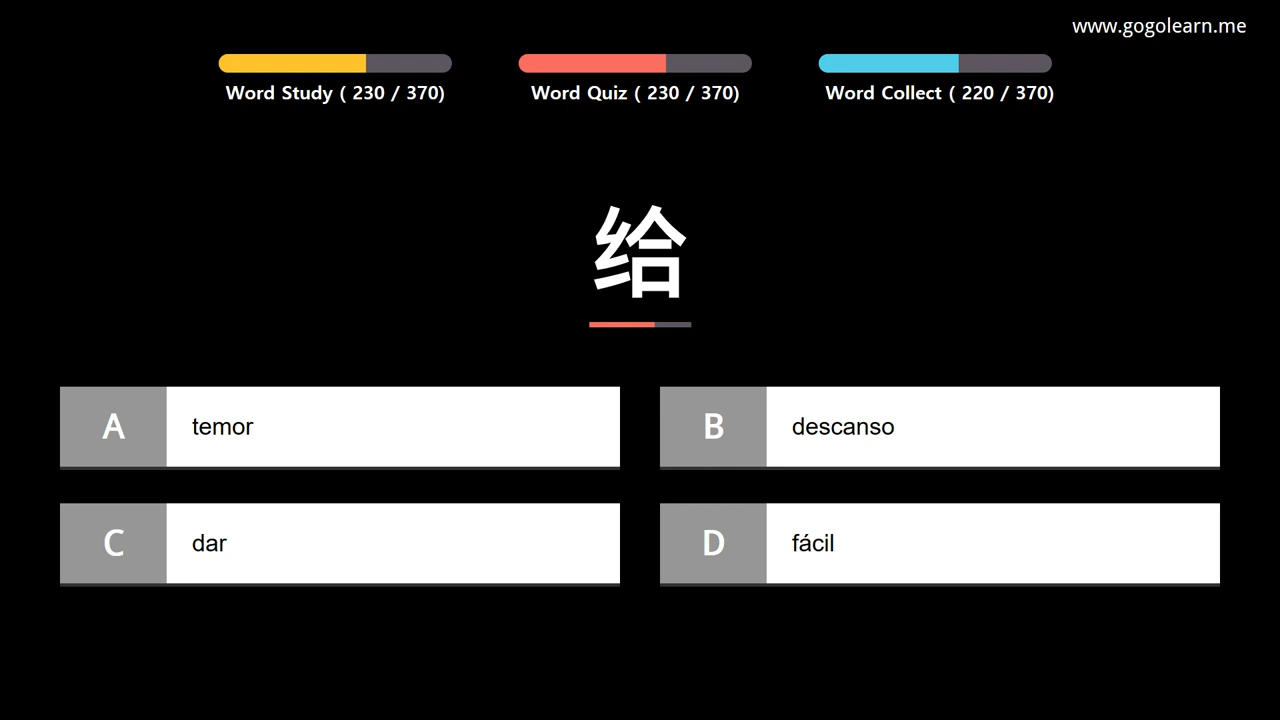 www.gogolearn.me
Word Study ( 230 / 370)
Word Quiz ( 230 / 370)
Word Collect ( 220 / 370)
给
A temor
B descanso
C dar
D fácil